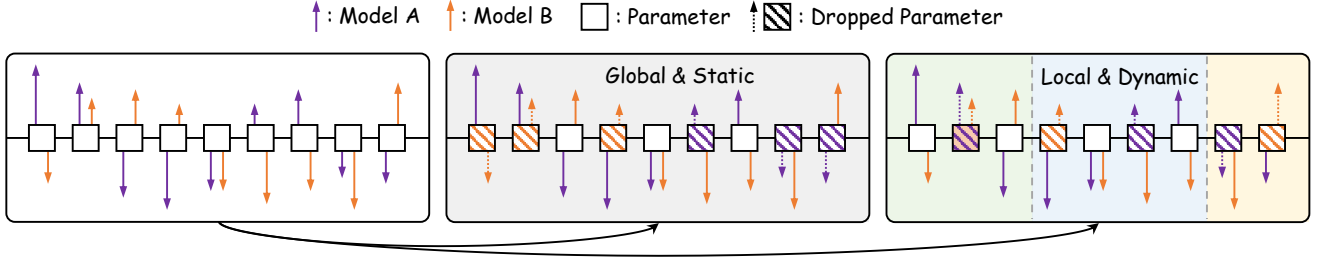 : Model A : Model B : Parameter : Dropped Parameter
Global & Static
Local & Dynamic